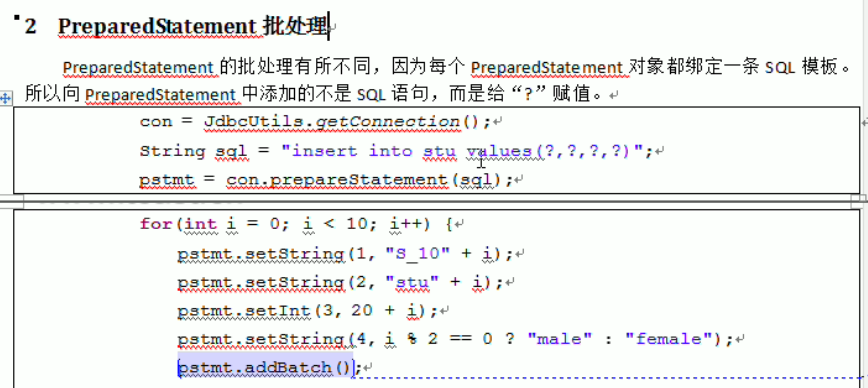 2 PreparedStatement 批处理
PreparedStatement 的批处理有所不同，因为每个 PreparedStatement 对象都绑定一条 SQL 模板。
所以向 PreparedStatement 中添加的不是 SQL 语句，而是给“?”赋值。
con = JdbcUtils.getConnection();
String sql = "insert into stu values(?,?,?,?)";
pstmt = con.prepareStatement(sql);
for(int i = 0; i < 10; i++) {
pstmt.setString(1, "S_10" + i);
pstmt.setString(2, "stu" + i);
pstmt.setInt(3, 20 + i);
pstmt.setString(4, i % 2 == 0 ? "male" : "female");
pstmt.addBatch();